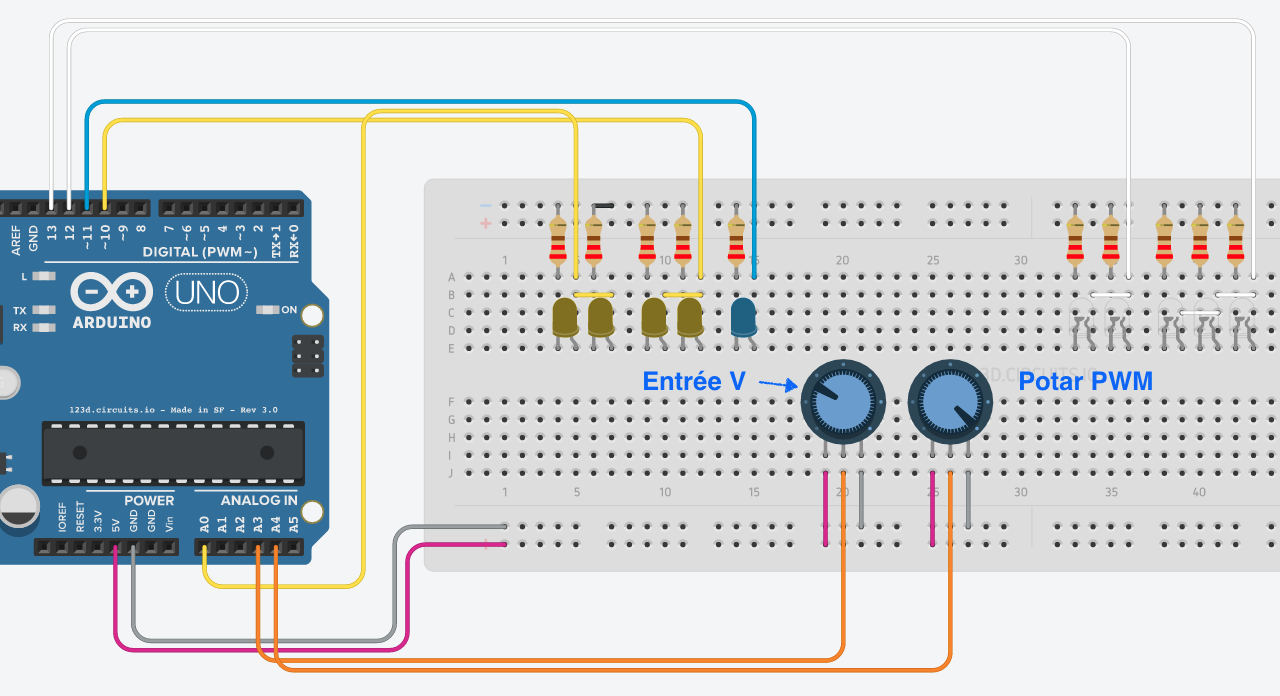 AREF
GND
13
12
~11
~10
~9
8
7
~6
~5
4
~3
2
TX→1
RX←0
DIGITAL (PWM~)
L
TX
RX
UNO
ON
ARDUINO
123d.circuits.io - Made in SF - Rev 3.0
POWER
ANALOG IN
IOREF
RESET
3.3V
5V
GND
GND
Vin
A0
A1
A2
A3
A4
A5
− +
1 5 10 15 20 25 30
A
B
C
D
E
Entrée V
3D.CIRCUITS.IO
Potar PWM
F
G
H
I
J
1 5 15 20 25 30 35 40
+